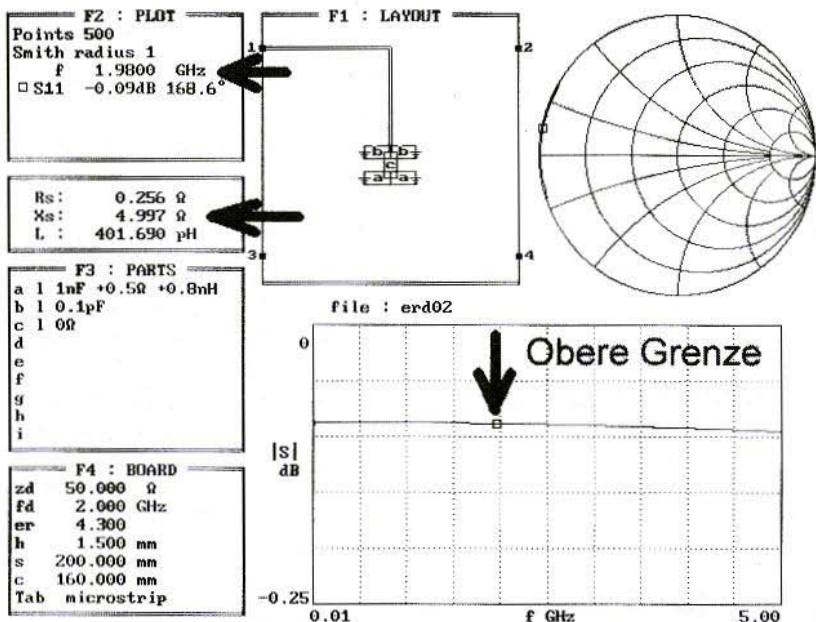 F2 : PLOT
Points 500
Smith radius 1
f 1.9800 GHz
S11 -0.09dB 168.6°
Rs: 0.256 Ω
Xs: 4.997 Ω
L : 401.690 pH
F3 : PARTS
a l 1nF +0.5Ω +0.8nH
b l 0.1pF
c l 0Ω
d
e
f
g
h
i
F4 : BOARD
zd 50.000 Ω
fd 2.000 GHz
er 4.300
h 1.500 mm
s 200.000 mm
c 160.000 mm
Tab microstrip
F1 : LAYOUT
1
2
b b
c
a a
3
4
file : erd02
0
Obere Grenze
|S|
dB
-0.25
0.01 f GHz 5.00